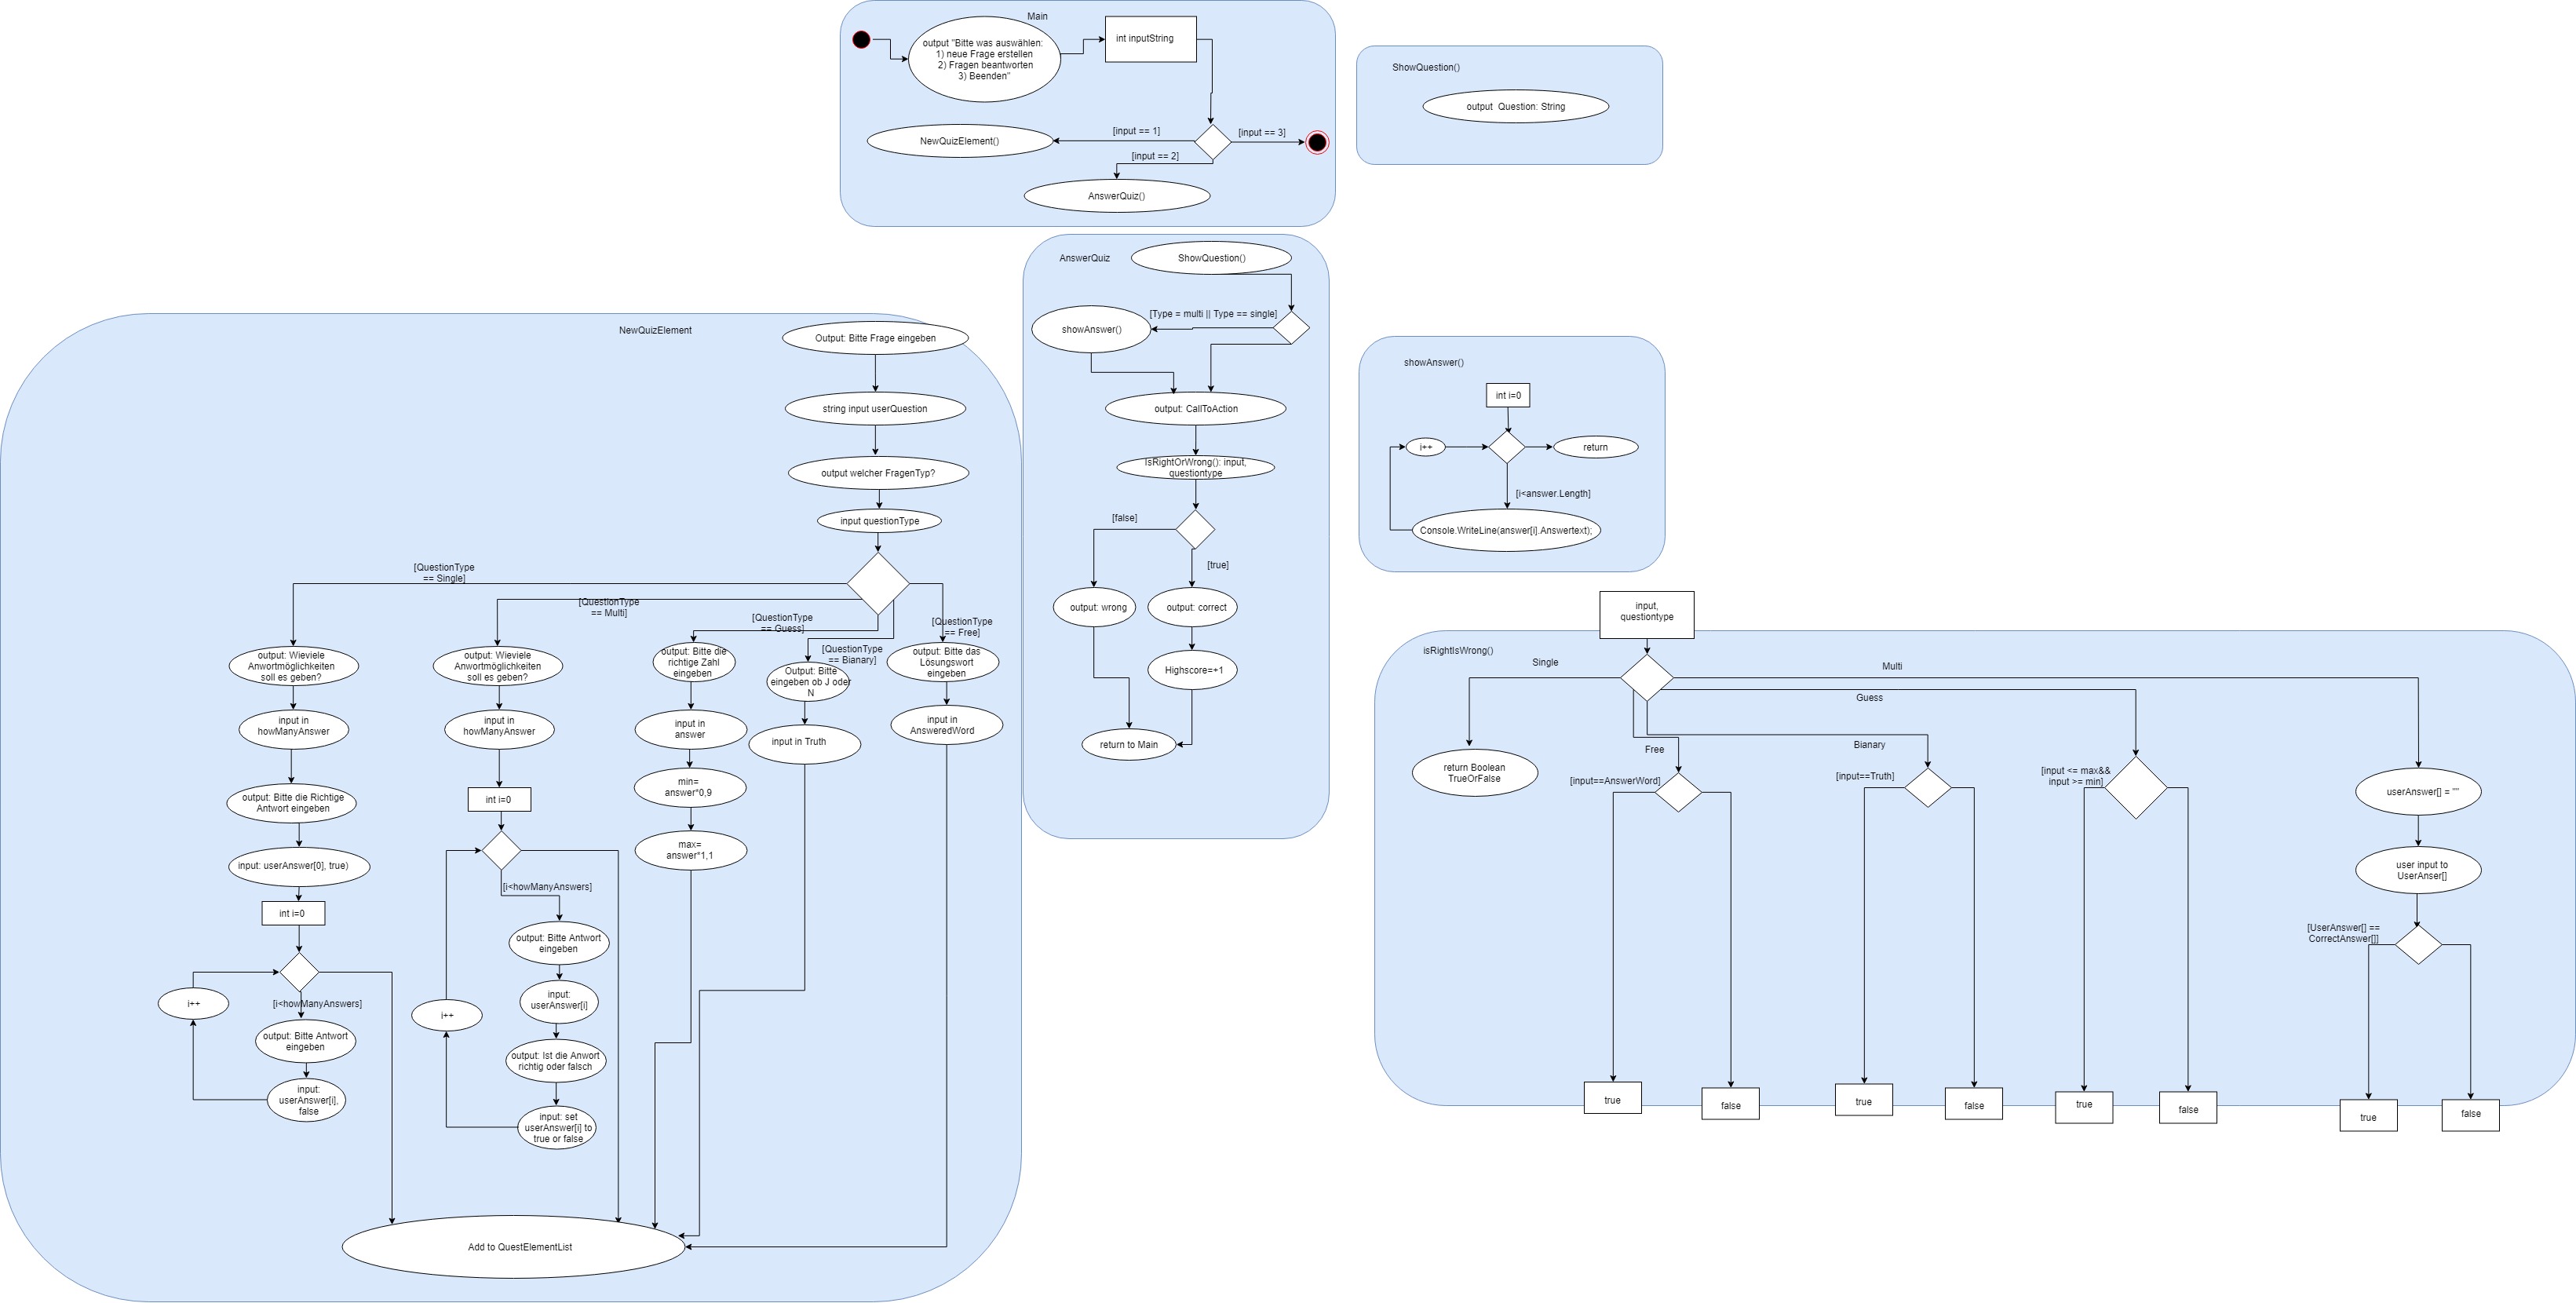 Main
output "Bitte was auswählen:
1) neue Frage erstellen
2) Fragen beantworten
3) Beenden"
int inputString
[input == 1]
[input == 3]
NewQuizElement()
[input == 2]
AnswerQuiz()
ShowQuestion()
output  Question: String
AnswerQuiz
ShowQuestion()
[Type = multi || Type == single]
showAnswer()
output: CallToAction
IsRightOrWrong(): input,
questiontype
[false]
[true]
output: wrong
output: correct
Highscore=+1
return to Main
showAnswer()
int i=0
i++
return
[i<answer.Length]
Console.WriteLine(answer[i].Answertext);
NewQuizElement
Output: Bitte Frage eingeben
string input userQuestion
output welcher FragenTyp?
input questionType
[QuestionType
== Single]
[QuestionType
== Multi]
[QuestionType
== Guess]
[QuestionType
== Bianary]
[QuestionType
== Free]
output: Wieviele
Anwortmöglichkeiten
soll es geben?
input in
howManyAnswer
output: Bitte die Richtige
Antwort eingeben
input: userAnswer[0], true)
int i=0
i++
[i<howManyAnswers]
output: Bitte Antwort
eingeben
input:
userAnswer[i],
false
output: Wieviele
Anwortmöglichkeiten
soll es geben?
input in
howManyAnswer
int i=0
[i<howManyAnswers]
output: Bitte Antwort
eingeben
input:
userAnswer[i]
i++
output: Ist die Anwort
richtig oder falsch
input: set
userAnswer[i] to
true or false
output: Bitte die
richtige Zahl
eingeben
input in
answer
min=
answer*0,9
max=
answer*1,1
Output: Bitte
eingeben ob J oder
N
input in Truth
output: Bitte das
Lösungswort
eingeben
input in
AnsweredWord
Add to QuestElementList
input,
questiontype
isRightIsWrong()
Single
Multi
Guess
Free
Bianary
return Boolean
TrueOrFalse
[input==AnswerWord]
[input==Truth]
[input <= max&&
input >= min]
userAnswer[] = ""
user input to
UserAnser[]
[UserAnswer[] ==
CorrectAnswer[]]
true
false
true
false
true
false
true
false